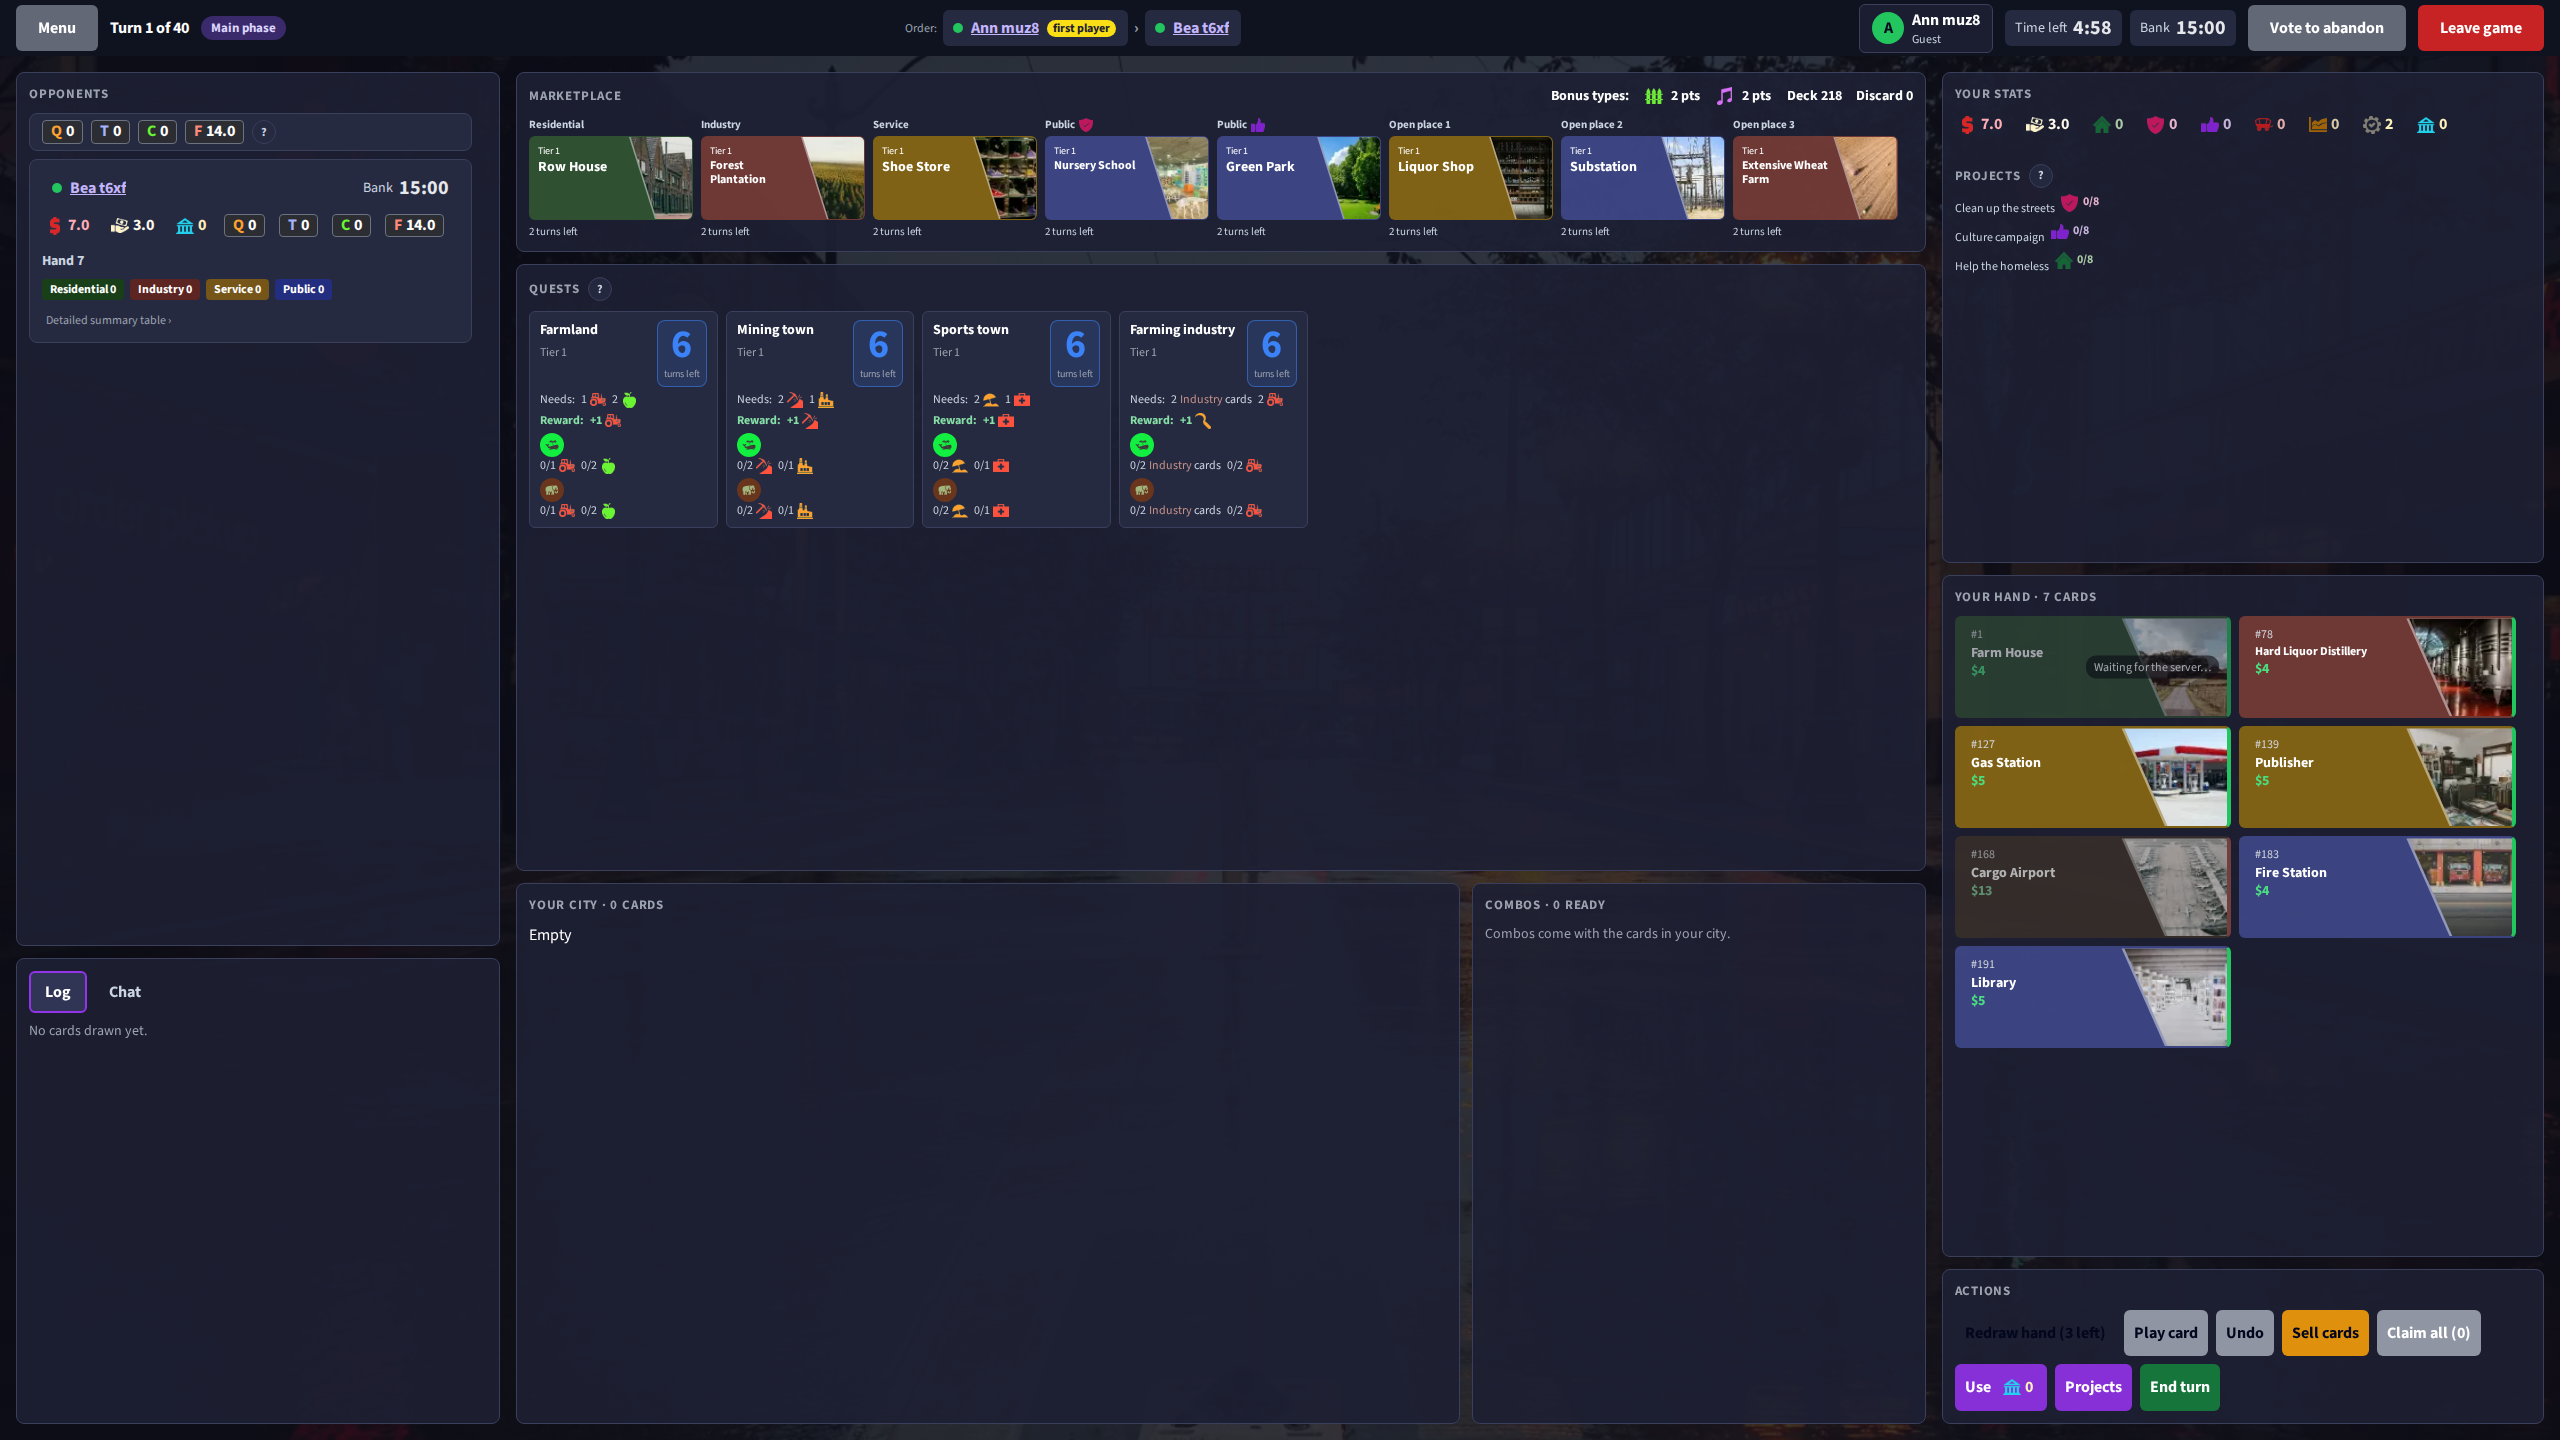 Menu
Turn 1 of 40
Main phase
Order:
Ann muz8
first player
›
Bea t6xf
A
Ann muz8
Guest
Time left 4:58
Bank 15:00
Vote to abandon
Leave game
OPPONENTS
Q 0
T 0
C 0
F 14.0
?
Bea t6xf
Bank 15:00
7.0
3.0
0
Q 0
T 0
C 0
F 14.0
Hand 7
Residential 0
Industry 0
Service 0
Public 0
Detailed summary table ›
Log
Chat
No cards drawn yet.
MARKETPLACE
Bonus types:
2 pts
2 pts
Deck 218
Discard 0
Residential
Tier 1
Row House
2 turns left
Industry
Tier 1
Forest
Plantation
2 turns left
Service
Tier 1
Shoe Store
2 turns left
Public
Tier 1
Nursery School
2 turns left
Public
Tier 1
Green Park
2 turns left
Open place 1
Tier 1
Liquor Shop
2 turns left
Open place 2
Tier 1
Substation
2 turns left
Open place 3
Tier 1
Extensive Wheat
Farm
2 turns left
QUESTS
?
Farmland
Tier 1
6
turns left
Needs: 1 2
Reward: +1
0/1 0/2
0/1 0/2
Mining town
Tier 1
6
turns left
Needs: 2 1
Reward: +1
0/2 0/1
0/2 0/1
Sports town
Tier 1
6
turns left
Needs: 2 1
Reward: +1
0/2 0/1
0/2 0/1
Farming industry
Tier 1
6
turns left
Needs: 2 Industry cards 2
Reward: +1
0/2 Industry cards 0/2
0/2 Industry cards 0/2
YOUR CITY · 0 CARDS
Empty
COMBOS · 0 READY
Combos come with the cards in your city.
YOUR STATS
$ 7.0
3.0
0
0
0
0
0
2
0
PROJECTS
?
Clean up the streets 0/8
Culture campaign 0/8
Help the homeless 0/8
YOUR HAND · 7 CARDS
#1
Farm House
$4
Waiting for the server...
#78
Hard Liquor Distillery
$4
#127
Gas Station
$5
#139
Publisher
$5
#168
Cargo Airport
$13
#183
Fire Station
$4
#191
Library
$5
ACTIONS
Redraw hand (3 left)
Play card
Undo
Sell cards
Claim all (0)
Use 0
Projects
End turn